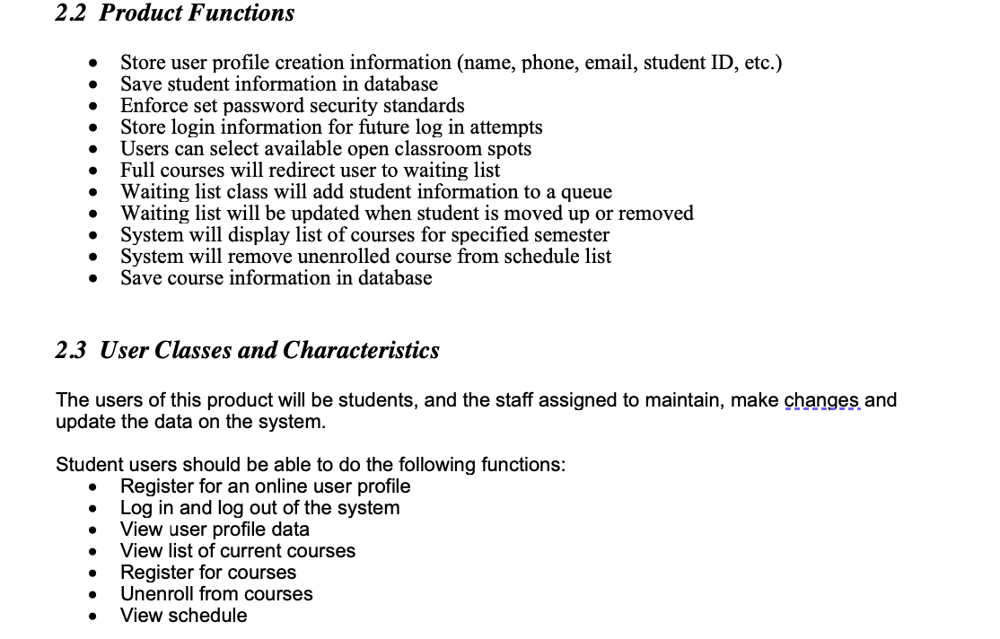 2.2 Product Functions
• Store user profile creation information (name, phone, email, student ID, etc.)
• Save student information in database
• Enforce set password security standards
• Store login information for future log in attempts
• Users can select available open classroom spots
• Full courses will redirect user to waiting list
• Waiting list class will add student information to a queue
• Waiting list will be updated when student is moved up or removed
• System will display list of courses for specified semester
• System will remove unenrolled course from schedule list
• Save course information in database
2.3 User Classes and Characteristics
The users of this product will be students, and the staff assigned to maintain, make changes and
update the data on the system.
Student users should be able to do the following functions:
• Register for an online user profile
• Log in and log out of the system
• View user profile data
• View list of current courses
• Register for courses
• Unenroll from courses
• View schedule